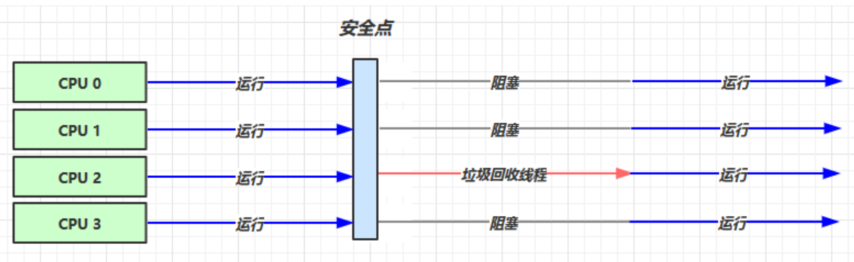 安全点
CPU 0 运行 阻塞 运行
CPU 1 运行 阻塞 运行
CPU 2 运行 垃圾回收线程 运行
CPU 3 运行 阻塞 运行